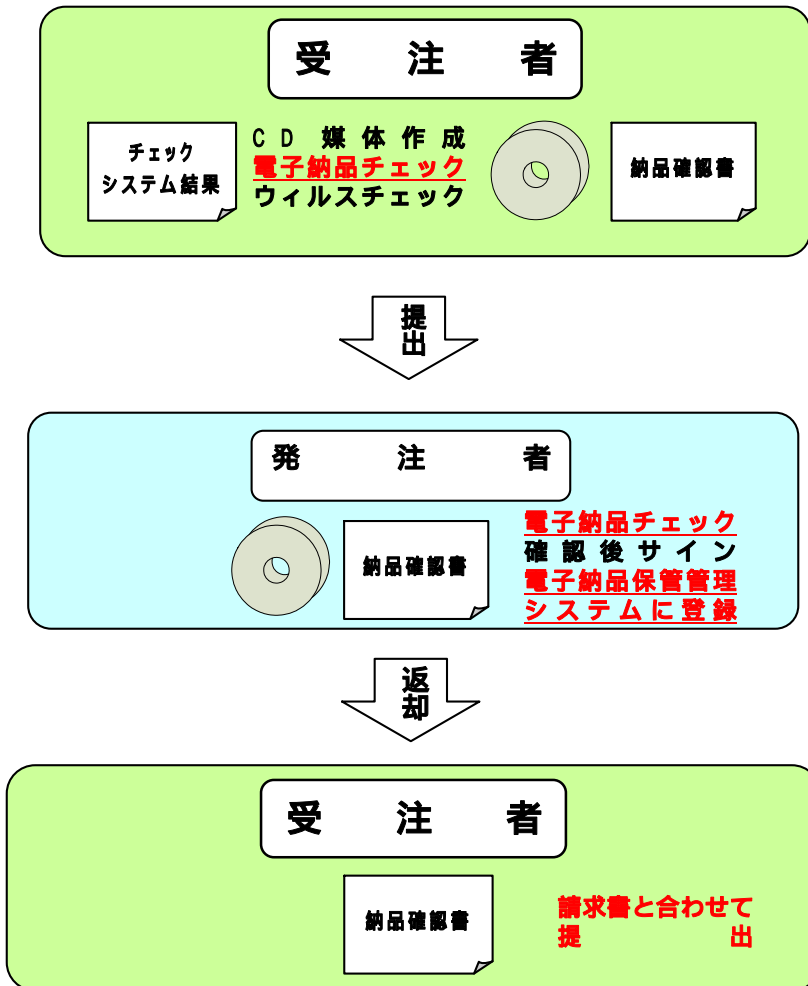 受注者
チェック
システム結果
CD 媒体作成
電子納品チェック
ウィルスチェック
納品確認書
提出
発注者
納品確認書
電子納品チェック
確認後サイン
電子納品保管管理
システムに登録
返却
受注者
納品確認書
請求書と合わせて
提出